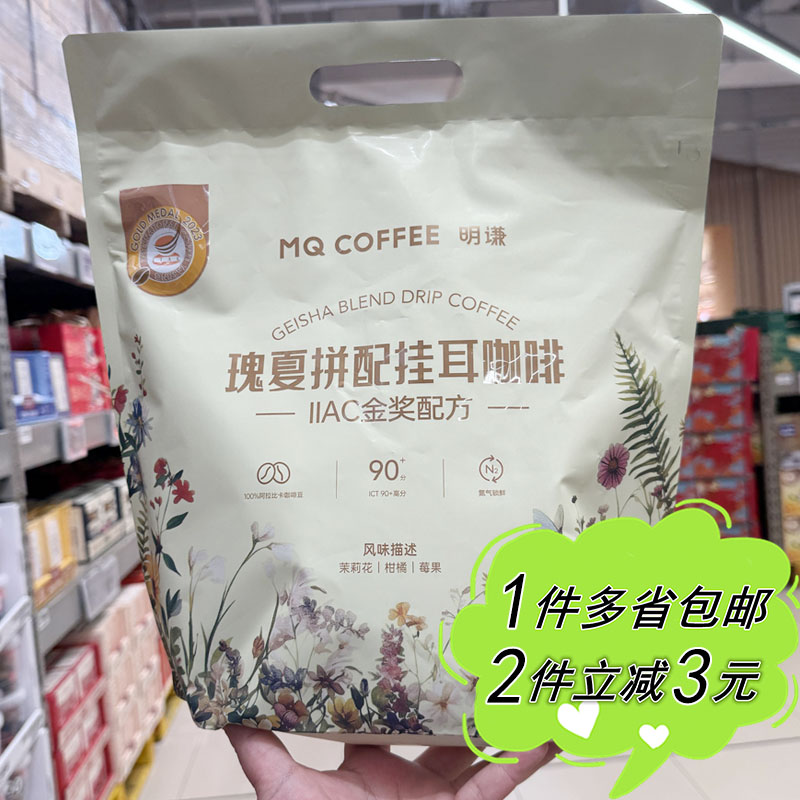 GOLD MEDAL 2023
MQ COFFEE 明谦
GEISHA BLEND DRIP COFFEE
瑰夏拼配挂耳咖啡
IIAC金奖配方
100%阿拉比卡咖啡豆
90+分
ICT 90+高分
N2
氮气锁鲜
风味描述
茉莉花|柑橘|莓果
1件多省包邮
2件立减3元